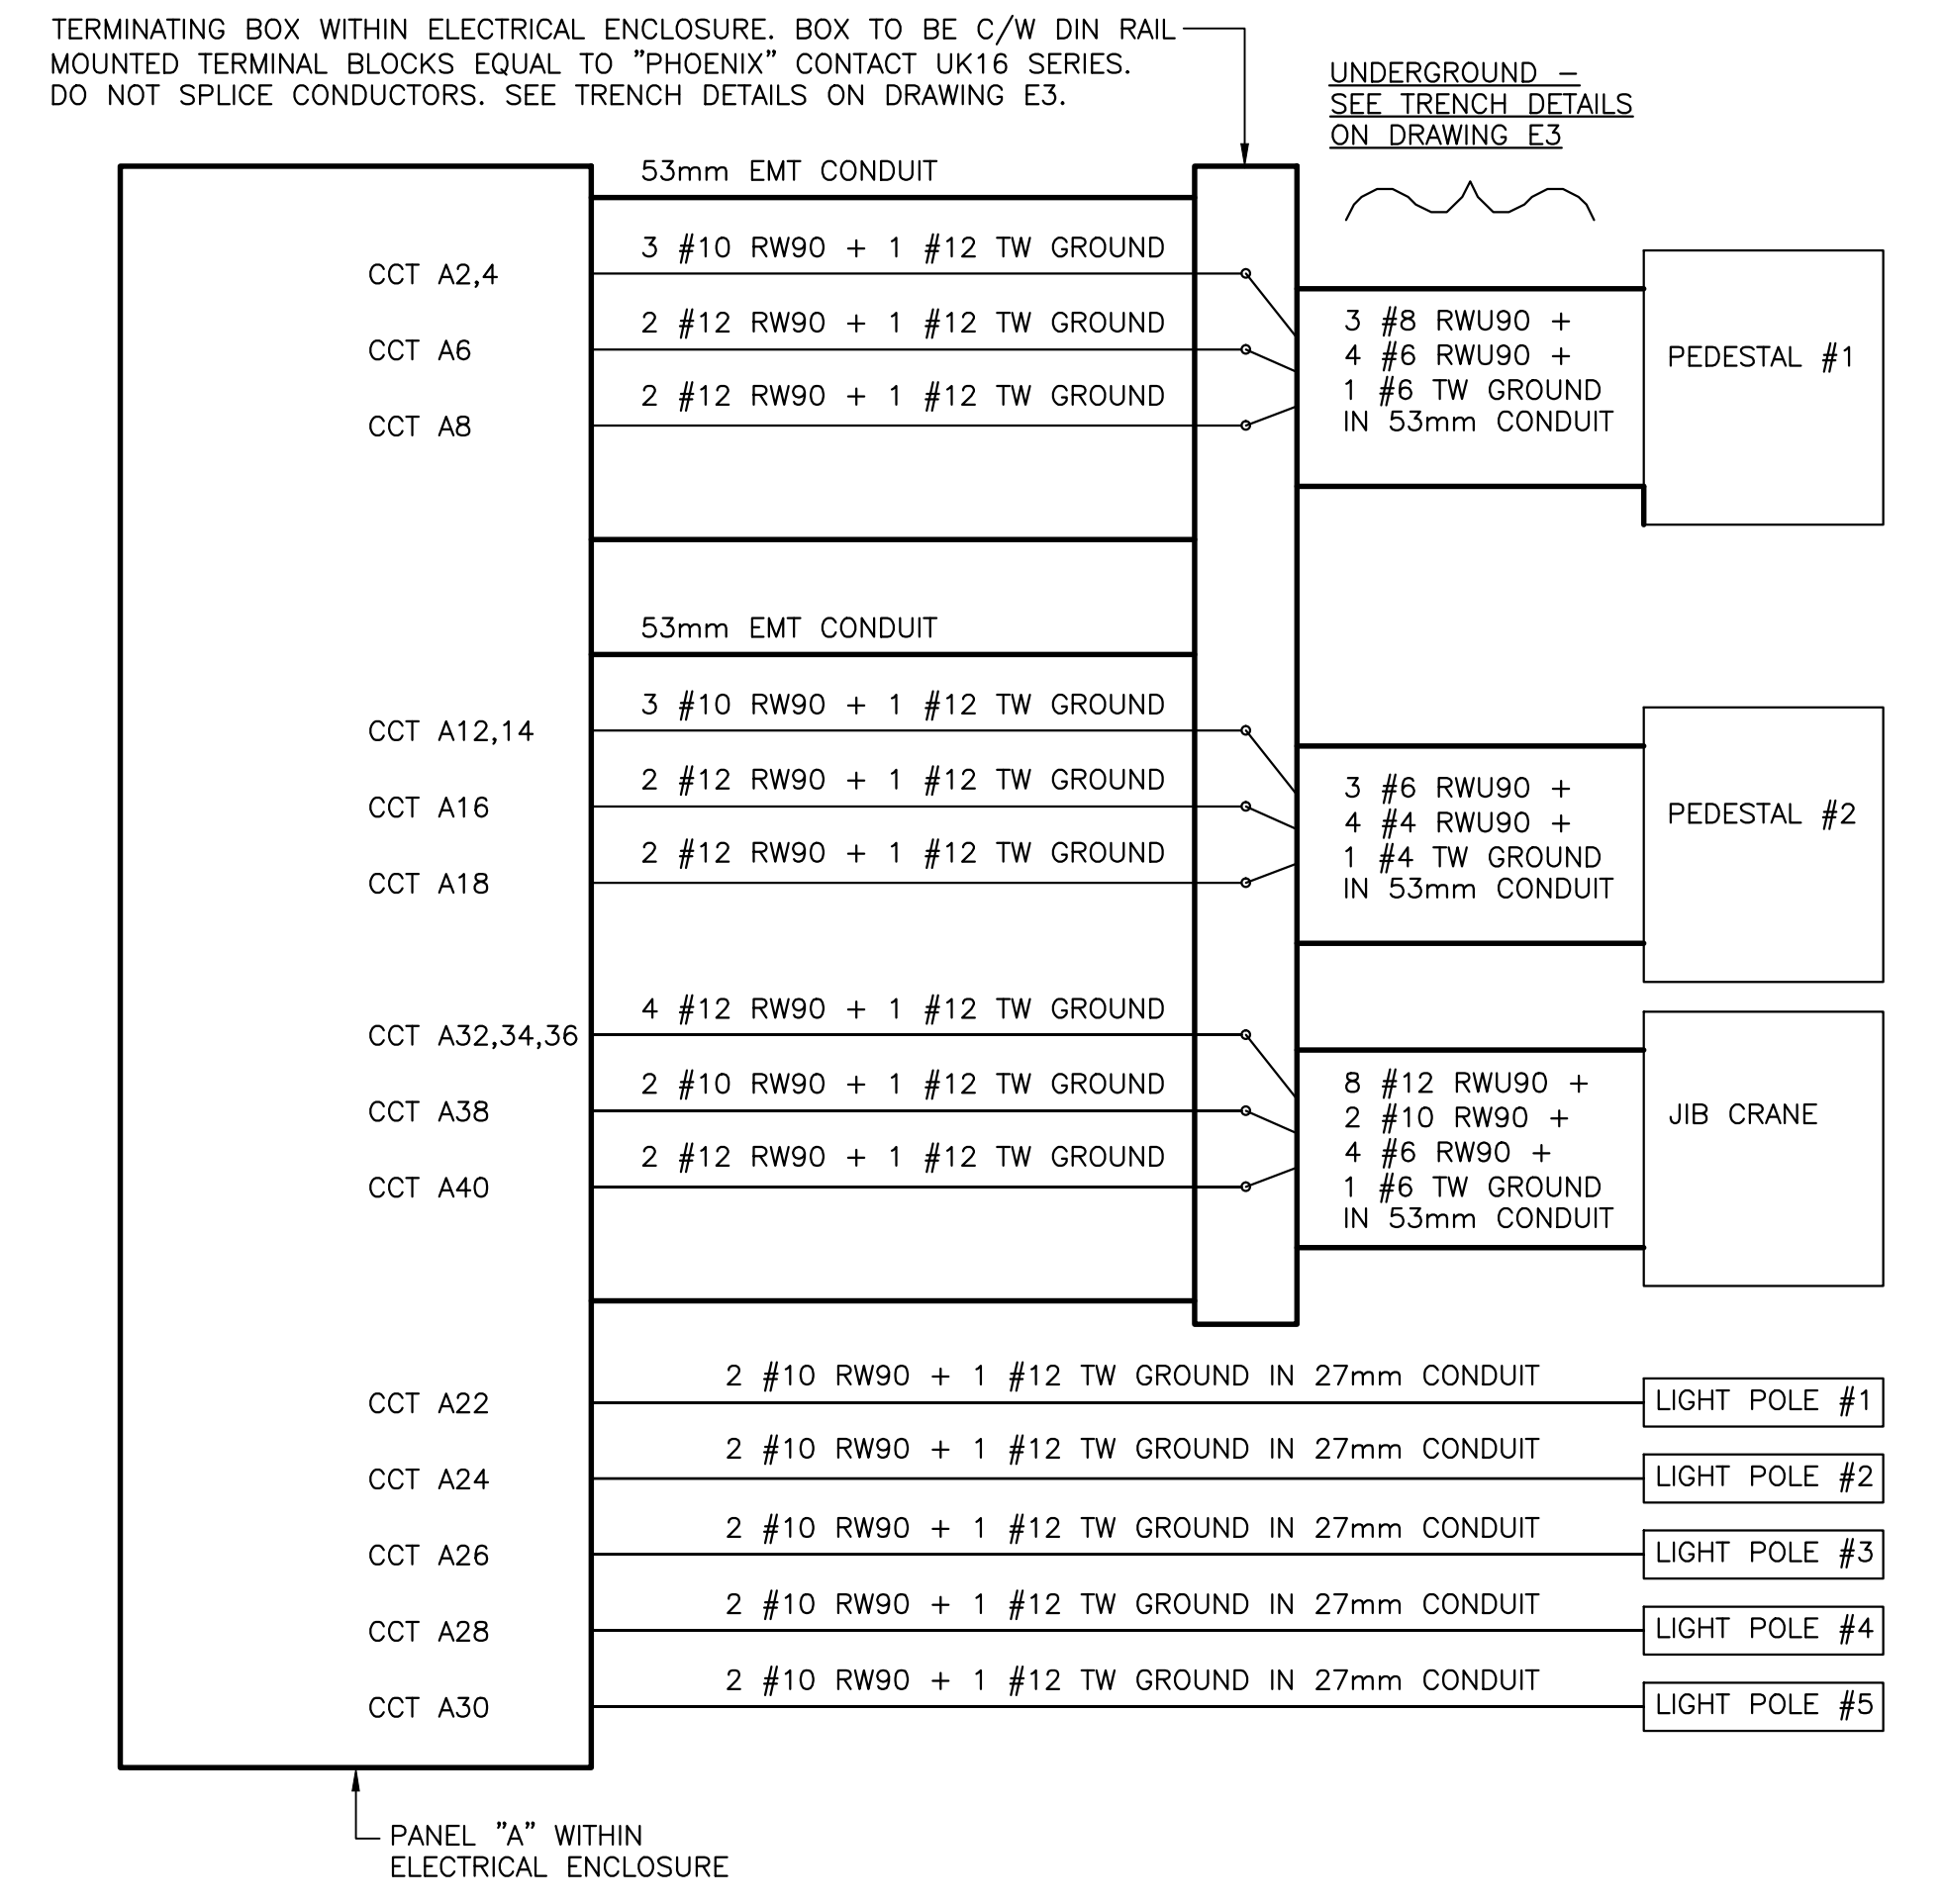 TERMINATING BOX WITHIN ELECTRICAL ENCLOSURE. BOX TO BE C/W DIN RAIL
MOUNTED TERMINAL BLOCKS EQUAL TO "PHOENIX" CONTACT UK16 SERIES.
DO NOT SPLICE CONDUCTORS. SEE TRENCH DETAILS ON DRAWING E3.
UNDERGROUND –
SEE TRENCH DETAILS
ON DRAWING E3
53mm EMT CONDUIT
CCT A2,4
3 #10 RW90 + 1 #12 TW GROUND
CCT A6
2 #12 RW90 + 1 #12 TW GROUND
CCT A8
2 #12 RW90 + 1 #12 TW GROUND
3 #8 RWU90 +
4 #6 RWU90 +
1 #6 TW GROUND
IN 53mm CONDUIT
PEDESTAL #1
53mm EMT CONDUIT
CCT A12,14
3 #10 RW90 + 1 #12 TW GROUND
CCT A16
2 #12 RW90 + 1 #12 TW GROUND
CCT A18
2 #12 RW90 + 1 #12 TW GROUND
3 #6 RWU90 +
4 #4 RWU90 +
1 #4 TW GROUND
IN 53mm CONDUIT
PEDESTAL #2
CCT A32,34,36
4 #12 RW90 + 1 #12 TW GROUND
CCT A38
2 #10 RW90 + 1 #12 TW GROUND
CCT A40
2 #12 RW90 + 1 #12 TW GROUND
8 #12 RWU90 +
2 #10 RW90 +
4 #6 RW90 +
1 #6 TW GROUND
IN 53mm CONDUIT
JIB CRANE
CCT A22
2 #10 RW90 + 1 #12 TW GROUND IN 27mm CONDUIT
LIGHT POLE #1
CCT A24
2 #10 RW90 + 1 #12 TW GROUND IN 27mm CONDUIT
LIGHT POLE #2
CCT A26
2 #10 RW90 + 1 #12 TW GROUND IN 27mm CONDUIT
LIGHT POLE #3
CCT A28
2 #10 RW90 + 1 #12 TW GROUND IN 27mm CONDUIT
LIGHT POLE #4
CCT A30
2 #10 RW90 + 1 #12 TW GROUND IN 27mm CONDUIT
LIGHT POLE #5
PANEL "A" WITHIN
ELECTRICAL ENCLOSURE